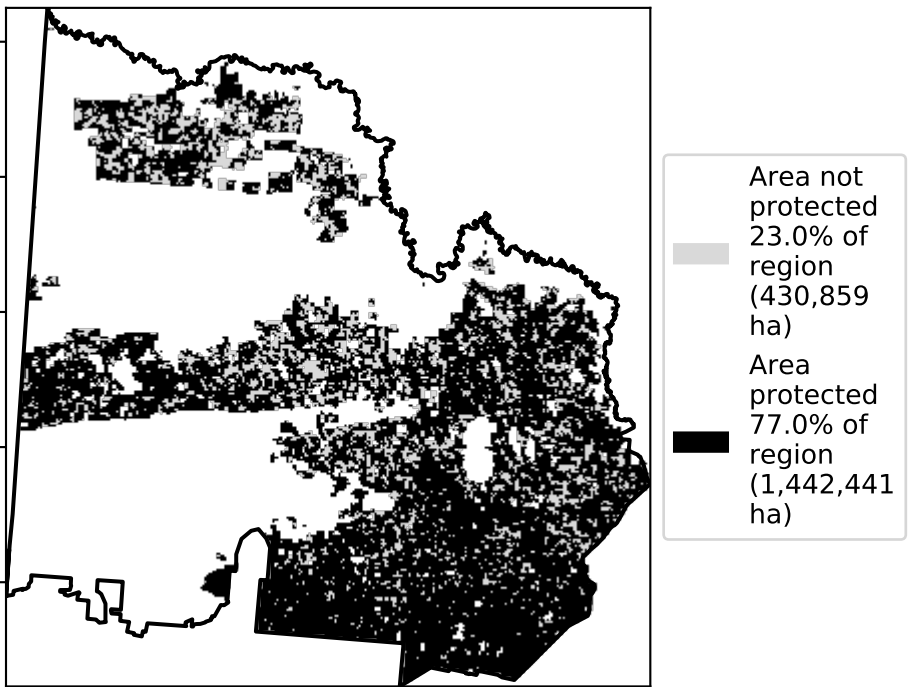 Area not
protected
23.0% of
region
(430,859
ha)
Area
protected
77.0% of
region
(1,442,441
ha)